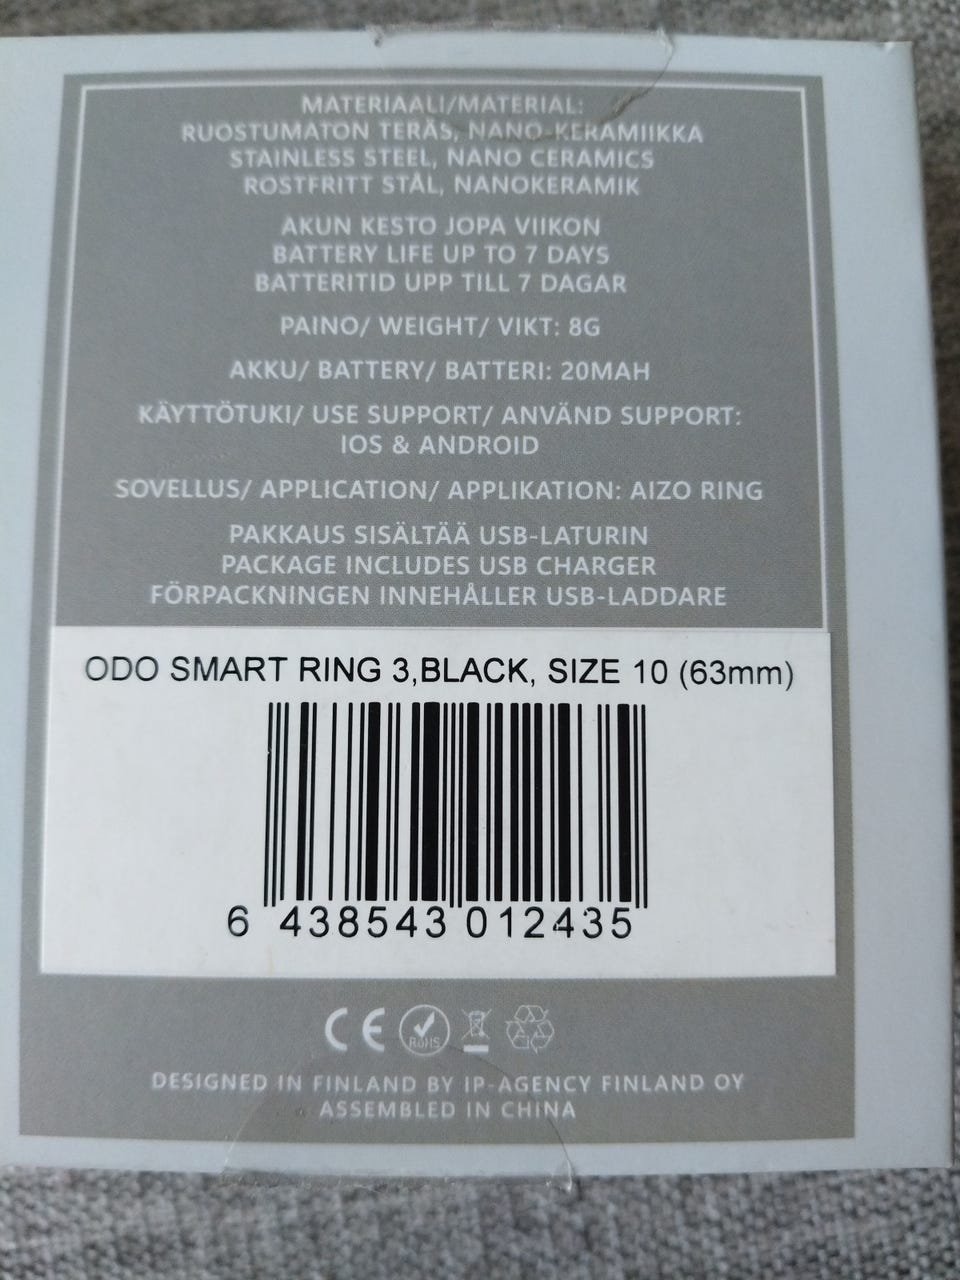 MATERIAALI/MATERIAL:
RUOSTUMATON TERÄS, NANO-KERAMIIKKA
STAINLESS STEEL, NANO CERAMICS
ROSTFRITT STÅL, NANOKERAMIK
AKUN KESTO JOPA VIIKON
BATTERY LIFE UP TO 7 DAYS
BATTERITID UPP TILL 7 DAGAR
PAINO/ WEIGHT/ VIKT: 8G
AKKU/ BATTERY/ BATTERI: 20MAH
KÄYTTÖTUKI/ USE SUPPORT/ ANVÄND SUPPORT:
IOS & ANDROID
SOVELLUS/ APPLICATION/ APPLIKATION: AIZO RING
PAKKAUS SISÄLTÄÄ USB-LATURIN
PACKAGE INCLUDES USB CHARGER
FÖRPACKNINGEN INNEHÅLLER USB-LADDARE
ODO SMART RING 3,BLACK, SIZE 10 (63mm)
6 438543 012435
CE RoHS
DESIGNED IN FINLAND BY IP-AGENCY FINLAND OY
ASSEMBLED IN CHINA